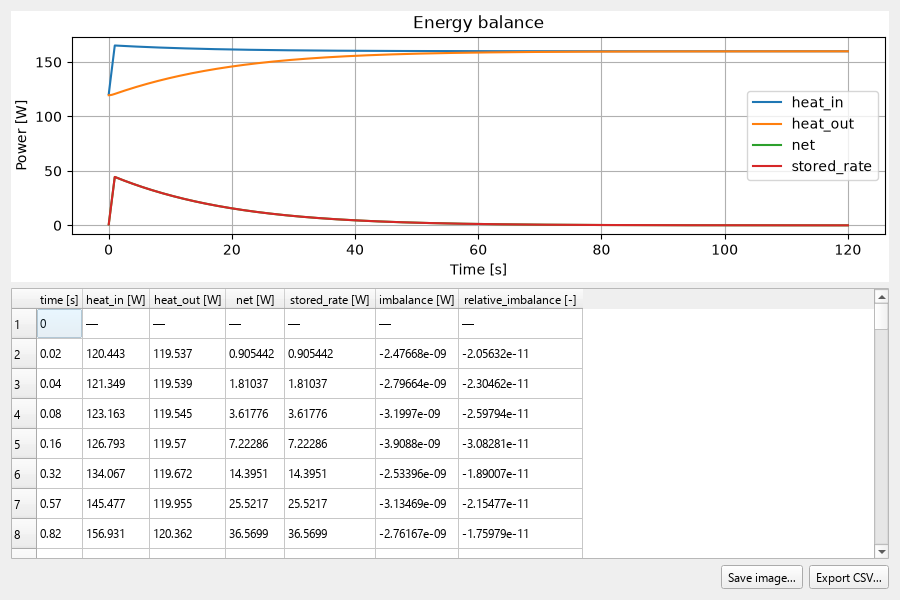 Energy balance
150
100
50
0
Power [W]
heat_in
heat_out
net
stored_rate
0 20 40 60 80 100 120
Time [s]
time [s] heat_in [W] heat_out [W] net [W] stored_rate [W] imbalance [W] relative_imbalance [-]
1 0 — — — — — —
2 0.02 120.443 119.537 0.905442 0.905442 -2.47668e-09 -2.05632e-11
3 0.04 121.349 119.539 1.81037 1.81037 -2.79664e-09 -2.30462e-11
4 0.08 123.163 119.545 3.61776 3.61776 -3.1997e-09 -2.59794e-11
5 0.16 126.793 119.57 7.22286 7.22286 -3.9088e-09 -3.08281e-11
6 0.32 134.067 119.672 14.3951 14.3951 -2.53396e-09 -1.89007e-11
7 0.57 145.477 119.955 25.5217 25.5217 -3.13469e-09 -2.15477e-11
8 0.82 156.931 120.362 36.5699 36.5699 -2.76167e-09 -1.75979e-11
Save image... Export CSV...